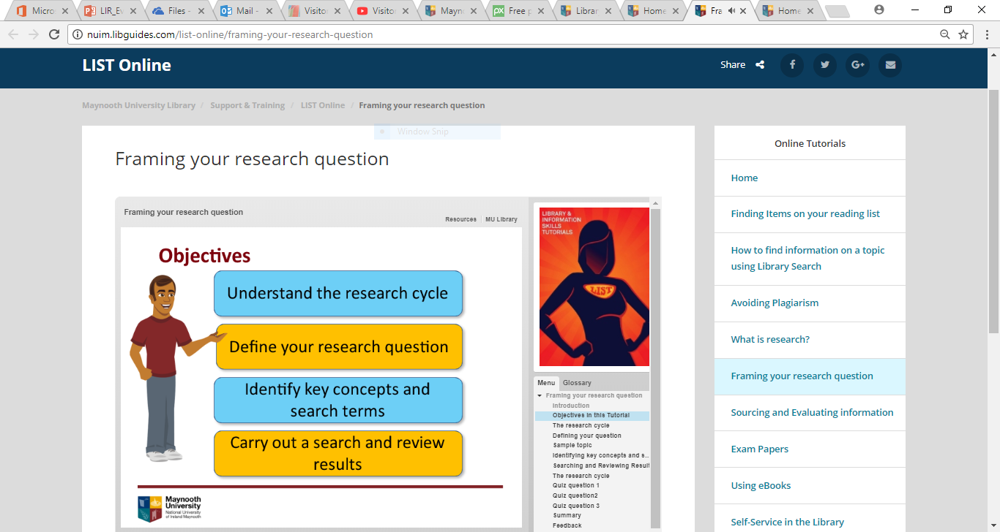 Micro
LIR_Ev
Files -
Mail -
Visito
Visitor
Mayn
Free p
Librar
Home
Fra
Home
nuim.libguides.com/list-online/framing-your-research-question
LIST Online
Share
Maynooth University Library / Support & Training / LIST Online / Framing your research question
Window Snip
Framing your research question
Framing your research question
Resources
MU Library
Objectives
Understand the research cycle
Define your research question
Identify key concepts and
search terms
Carry out a search and review
results
Maynooth
University
National University
of Ireland Maynooth
LIBRARY &
INFORMATION
SKILLS
TUTORIALS
LIST
Menu
Glossary
Framing your research question
Introduction
Objectives in this Tutorial
The research cycle
Defining your question
Sample topic
Identifying key concepts and s...
Searching and Reviewing Result
The research cycle
Quiz question 1
Quiz question2
Quiz question 3
Summary
Feedback
Online Tutorials
Home
Finding Items on your reading list
How to find information on a topic
using Library Search
Avoiding Plagiarism
What is research?
Framing your research question
Sourcing and Evaluating information
Exam Papers
Using eBooks
Self-Service in the Library